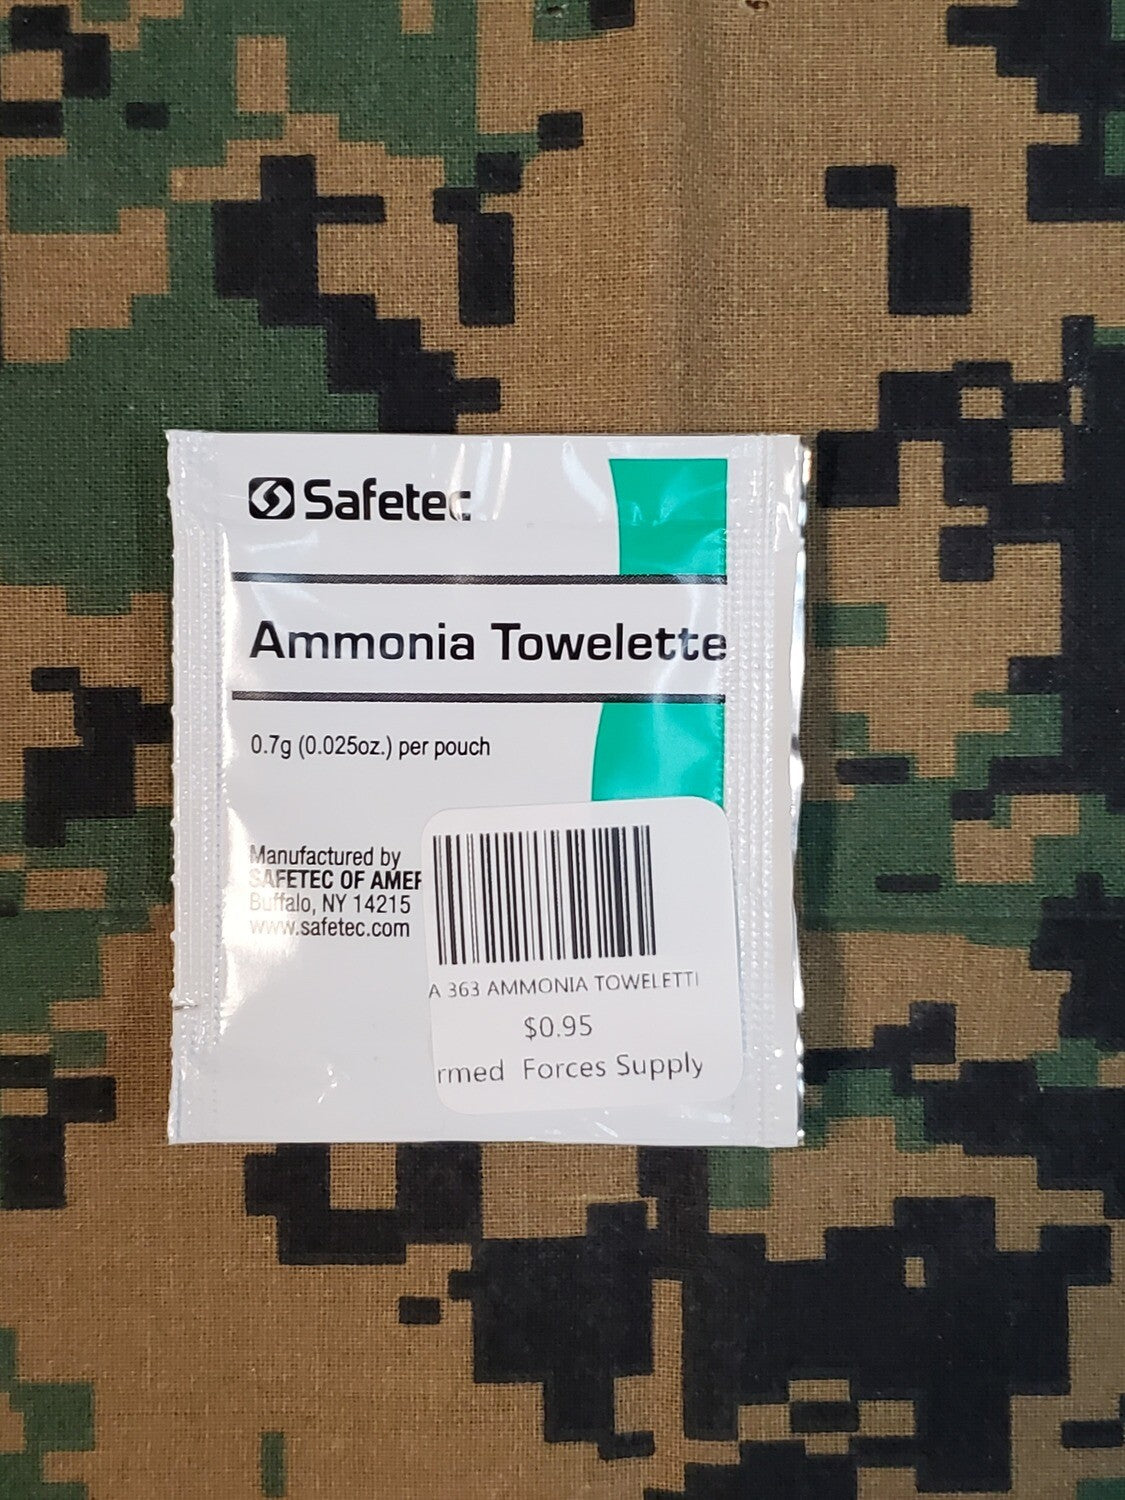 Safetec
Ammonia Towelette
0.7g (0.025oz.) per pouch
Manufactured by
SAFETEC OF AMER
Buffalo, NY 14215
www.safetec.com
A 363 AMMONIA TOWELETTI
$0.95
rmed Forces Supply